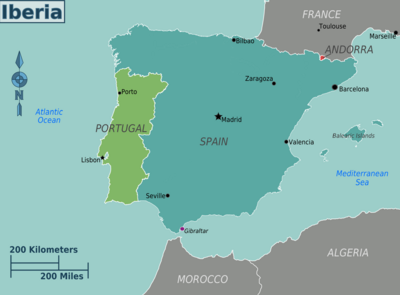 Iberia
FRANCE
Toulouse
Marseille
Bilbao
ANDORRA
Zaragoza
Barcelona
Porto
Atlantic
Ocean
N
Madrid
PORTUGAL
SPAIN
Balearic Islands
Valencia
Lisbon
Mediterranean
Sea
Seville
Gibraltar
200 Kilometers
200 Miles
MOROCCO
ALGERIA